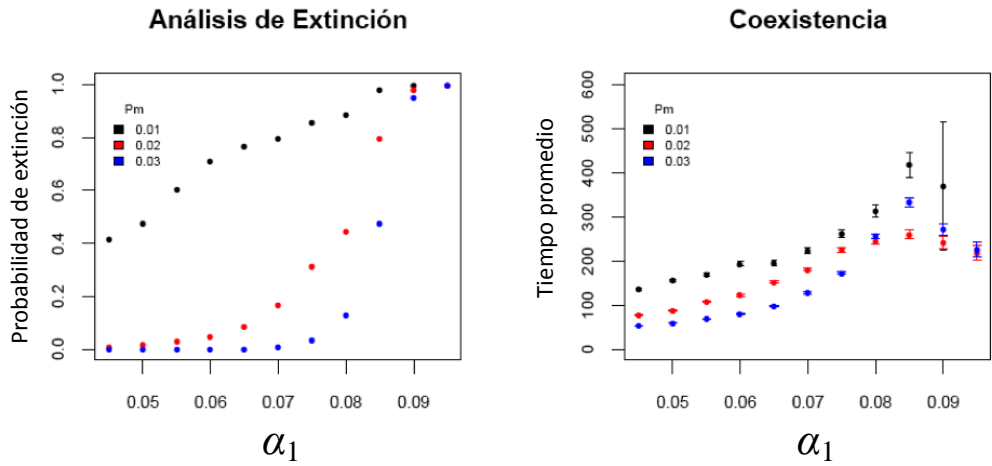 Análisis de Extinción
Probabilidad de extinción
1.0
0.8
0.6
0.4
0.2
0.0
Pm
0.01
0.02
0.03
0.05 0.06 0.07 0.08 0.09
α1
Coexistencia
Tiempo promedio
600
500
400
300
200
100
0
Pm
0.01
0.02
0.03
0.05 0.06 0.07 0.08 0.09
α1